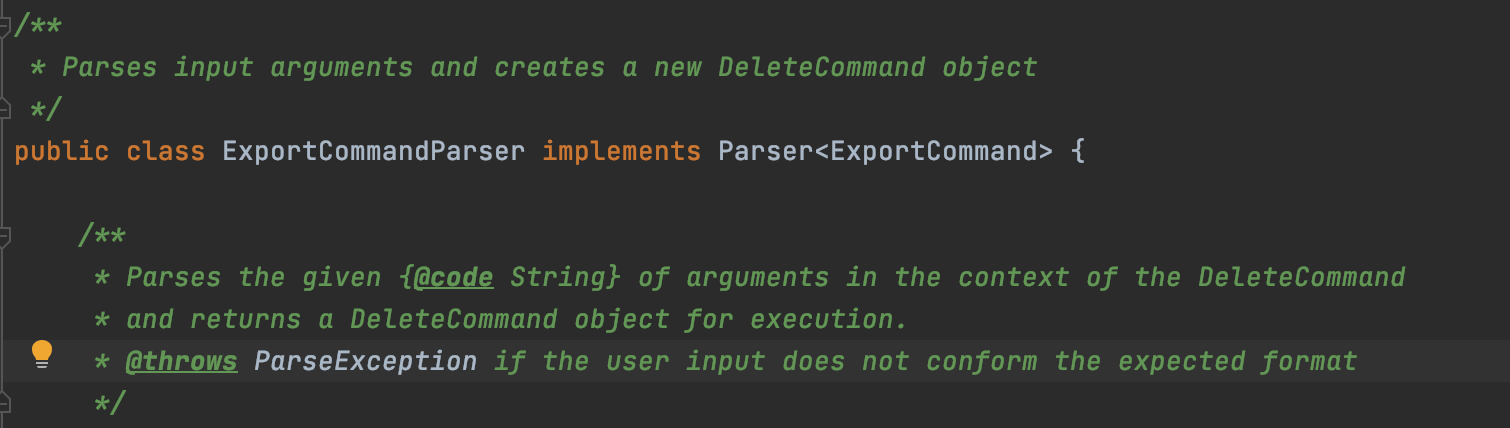 /**
 * Parses input arguments and creates a new DeleteCommand object
 */
public class ExportCommandParser implements Parser<ExportCommand> {
    /**
     * Parses the given {@code String} of arguments in the context of the DeleteCommand
     * and returns a DeleteCommand object for execution.
     * @throws ParseException if the user input does not conform the expected format
     */